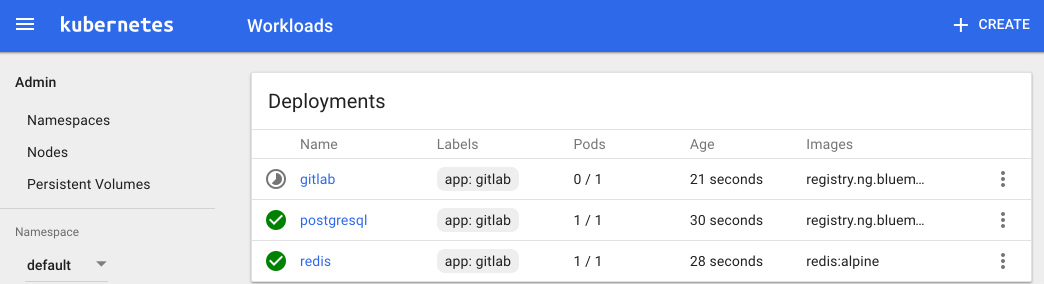 kubernetes Workloads + CREATE
Admin
Namespaces
Nodes
Persistent Volumes
Namespace
default
Deployments
Name Labels Pods Age Images
gitlab app: gitlab 0 / 1 21 seconds registry.ng.bluem...
postgresql app: gitlab 1 / 1 30 seconds registry.ng.bluem...
redis app: gitlab 1 / 1 28 seconds redis:alpine